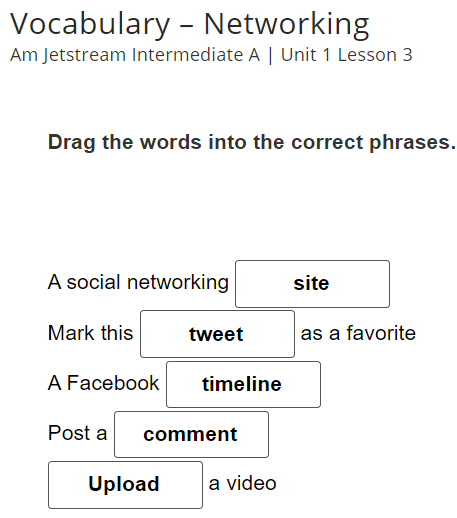 Vocabulary – Networking
Am Jetstream Intermediate A | Unit 1 Lesson 3
Drag the words into the correct phrases.
A social networking site
Mark this tweet as a favorite
A Facebook timeline
Post a comment
Upload a video